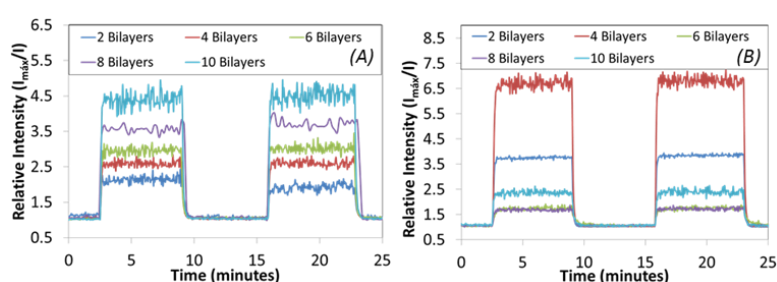 2 Bilayers 4 Bilayers 6 Bilayers
8 Bilayers 10 Bilayers (A)
Relative Intensity (Imáx/I)
6.5
5.5
4.5
3.5
2.5
1.5
0.5
0 5 10 15 20 25
Time (minutes)
2 Bilayers 4 Bilayers 6 Bilayers
8 Bilayers 10 Bilayers (B)
Relative Intensity (Imáx/I)
8.5
7.5
6.5
5.5
4.5
3.5
2.5
1.5
0.5
0 5 10 15 20 25
Time (minutes)